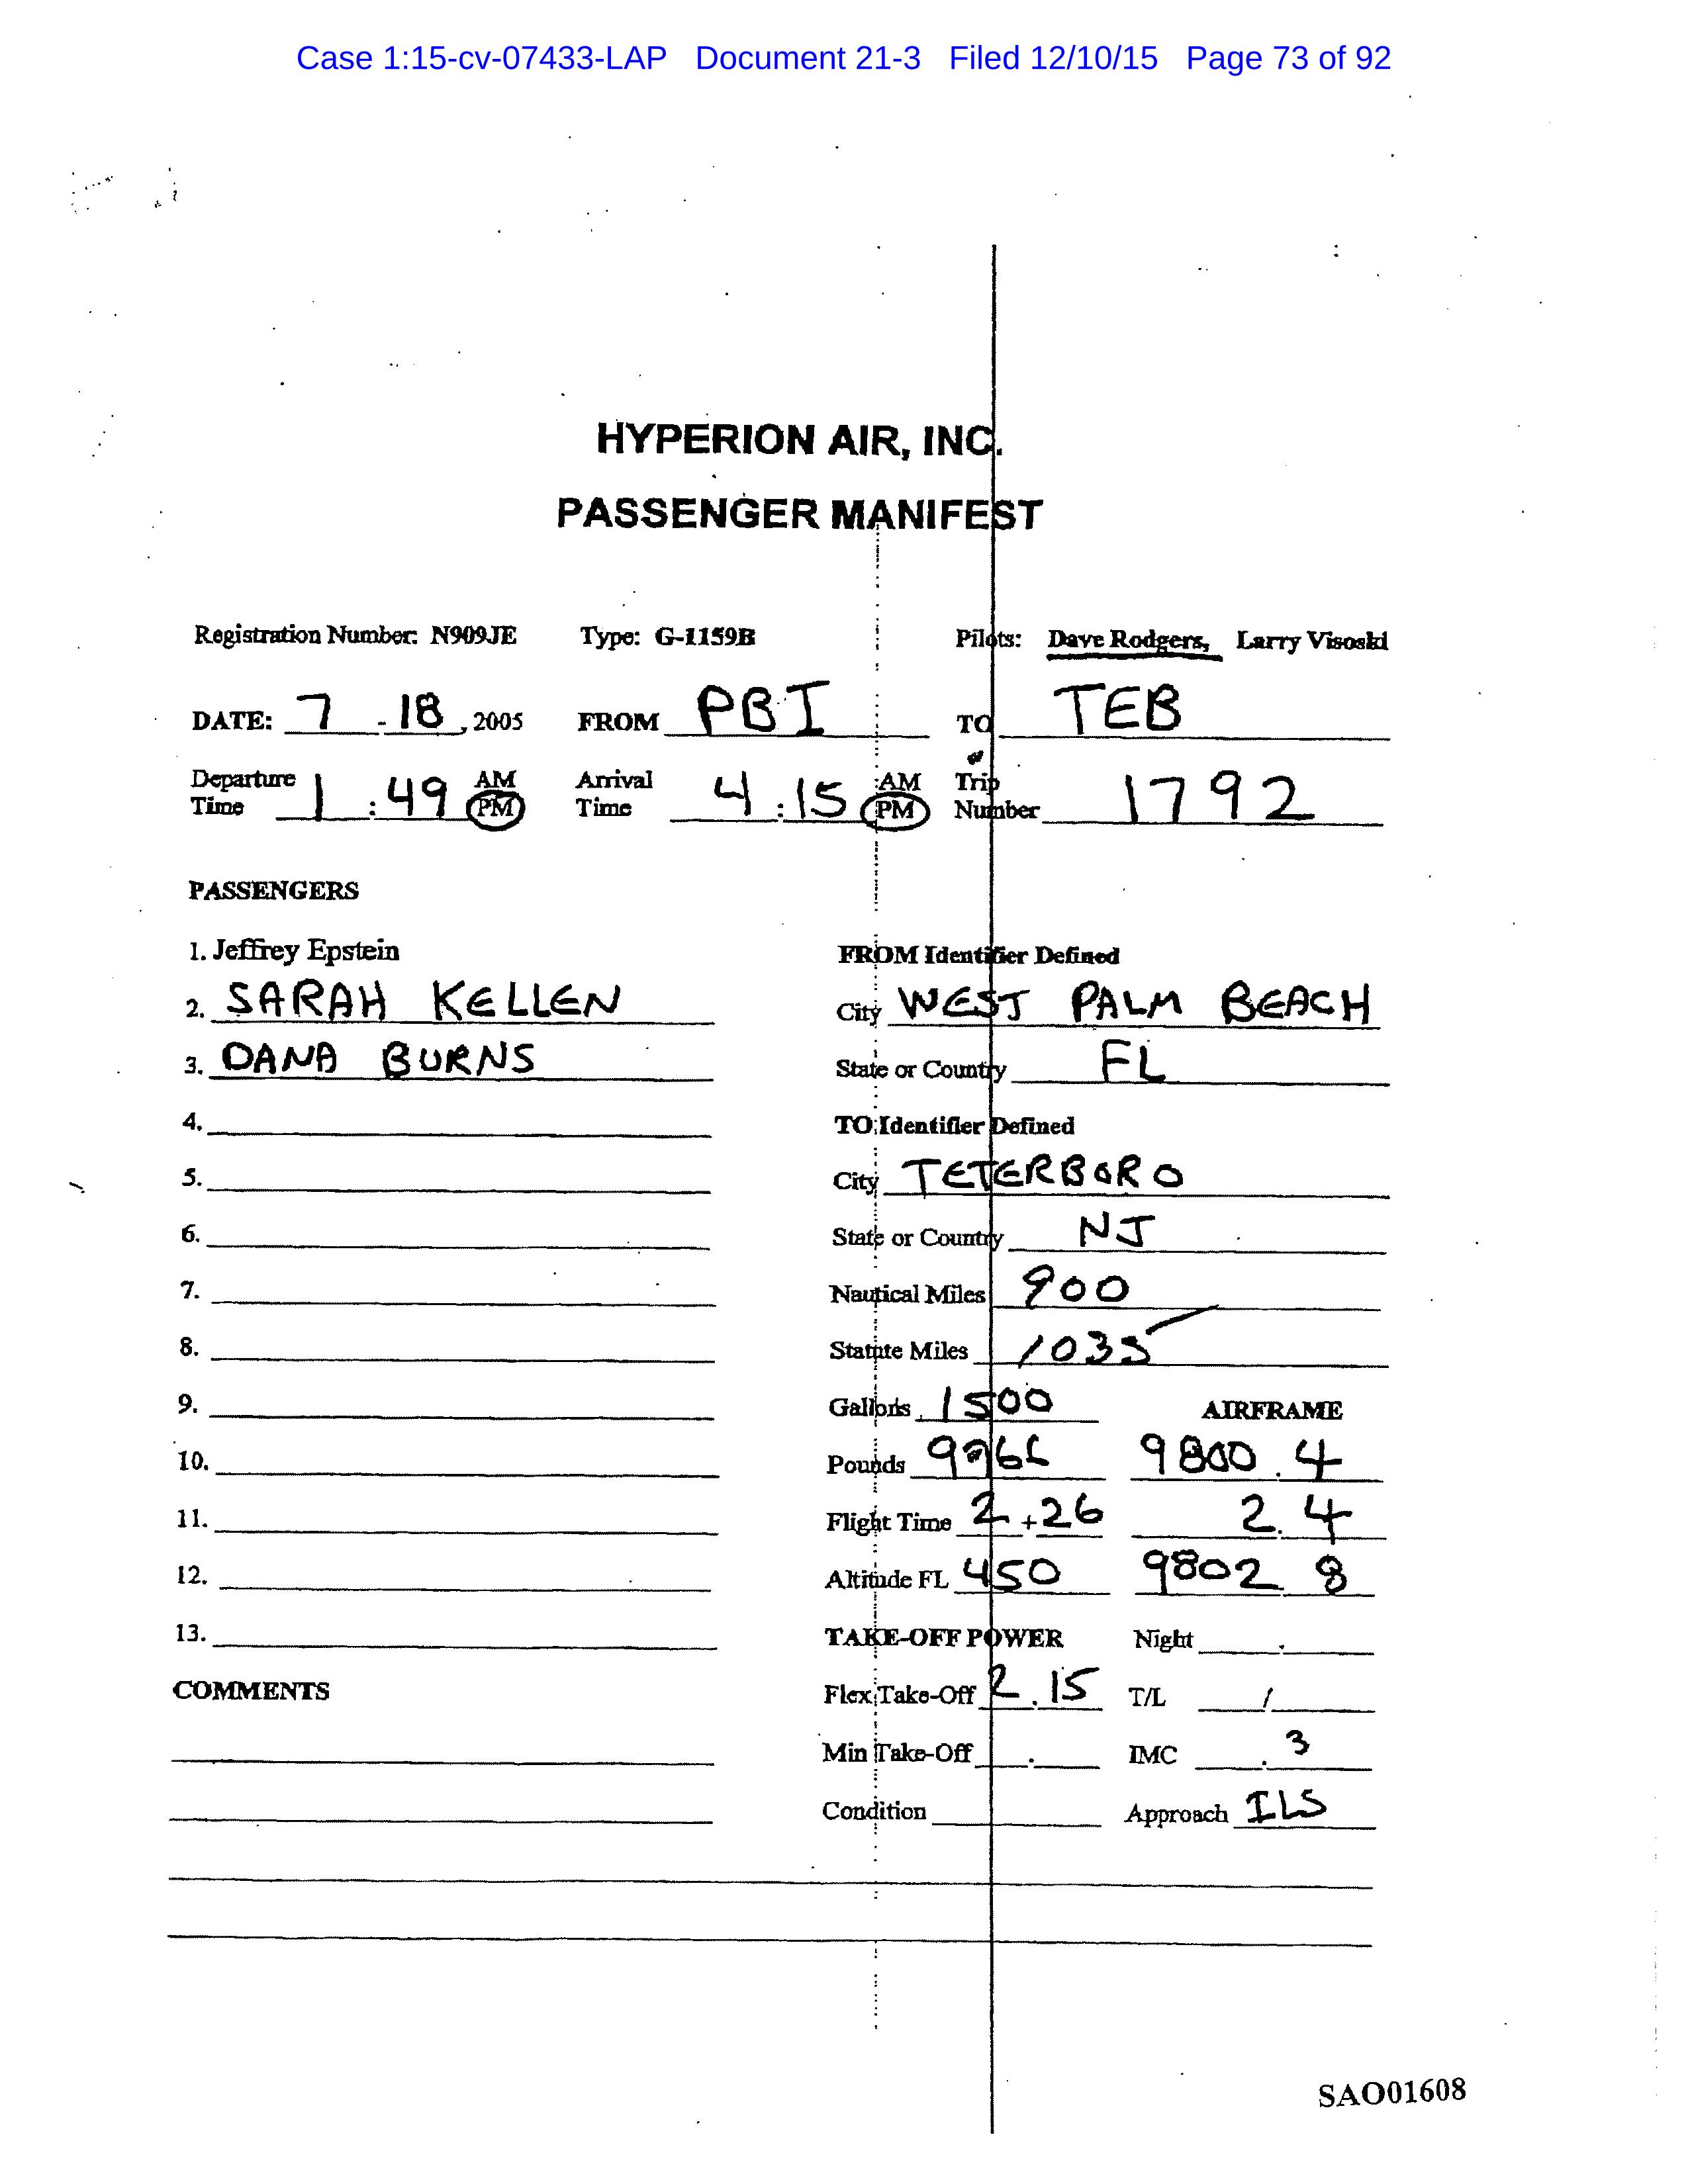 Case 1:15-cv-07433-LAP Document 21-3 Filed 12/10/15 Page 73 of 92
HYPERION AIR, INC.
PASSENGER MANIFEST
Registration Number: N909JE Type: G-1159B Pilots: Dave Rodgers, Larry Visoski
DATE: 7 - 18, 2005 FROM PBI TO TEB
Departure Time 1:49 AM PM Arrival Time 4:15 AM PM Trip Number 1792
PASSENGERS
1. Jeffrey Epstein
2. SARAH KELLEN
3. DANA BURNS
4.
5.
6.
7.
8.
9.
10.
11.
12.
13.
COMMENTS
FROM Identifier Defined
City WEST PALM BEACH
State or Country FL
TO Identifier Defined
City TETERBORO
State or Country NJ
Nautical Miles 900
Statute Miles 1035
Gallons 1500 AIRFRAME
Pounds 9800.4
Flight Time 2+26 2.4
Altitude FL 450 9802 8
TAKE-OFF POWER Night .
Flex Take-Off 2.15 T/L /
Min Take-Off . IMC .3
Condition Approach ILS
SAO01608